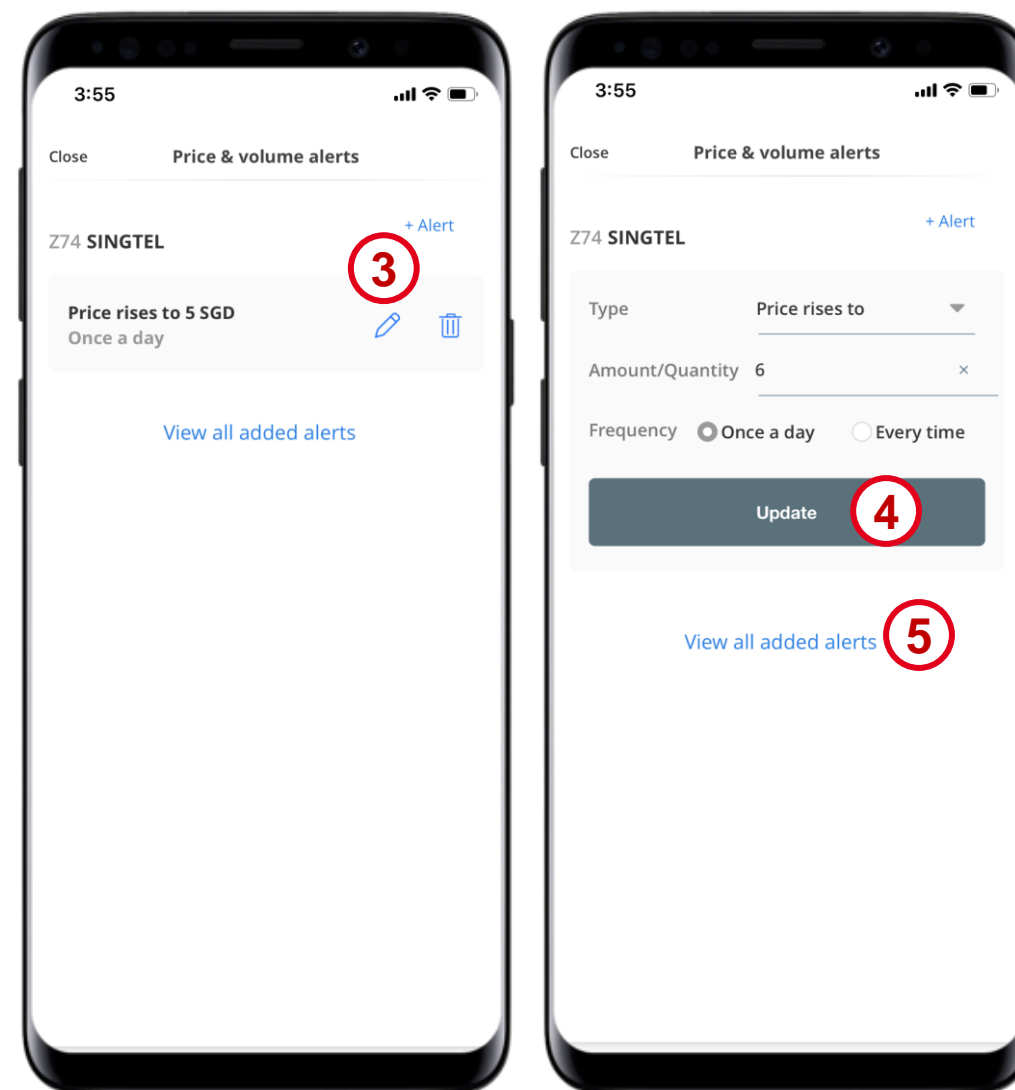 3:55
Close Price & volume alerts
+ Alert
Z74 SINGTEL
3
Price rises to 5 SGD
Once a day
View all added alerts
3:55
Close Price & volume alerts
+ Alert
Z74 SINGTEL
Type Price rises to
Amount/Quantity 6 ×
Frequency Once a day Every time
Update 4
View all added alerts 5